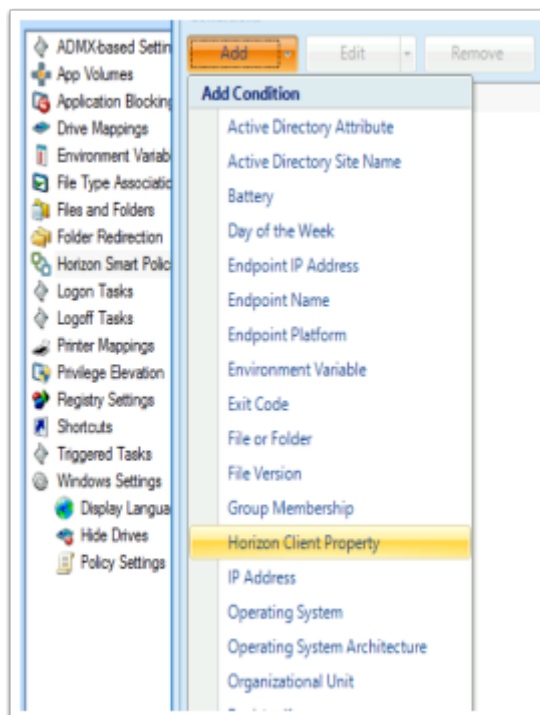 ADMX-based Settin
App Volumes
Application Blocking
Drive Mappings
Environment Variab
File Type Associatio
Files and Folders
Folder Redirection
Horizon Smart Polic
Logon Tasks
Logoff Tasks
Printer Mappings
Privilege Elevation
Registry Settings
Shortcuts
Triggered Tasks
Windows Settings
Display Langua
Hide Drives
Policy Settings
Add
Edit
Remove
Add Condition
Active Directory Attribute
Active Directory Site Name
Battery
Day of the Week
Endpoint IP Address
Endpoint Name
Endpoint Platform
Environment Variable
Exit Code
File or Folder
File Version
Group Membership
Horizon Client Property
IP Address
Operating System
Operating System Architecture
Organizational Unit